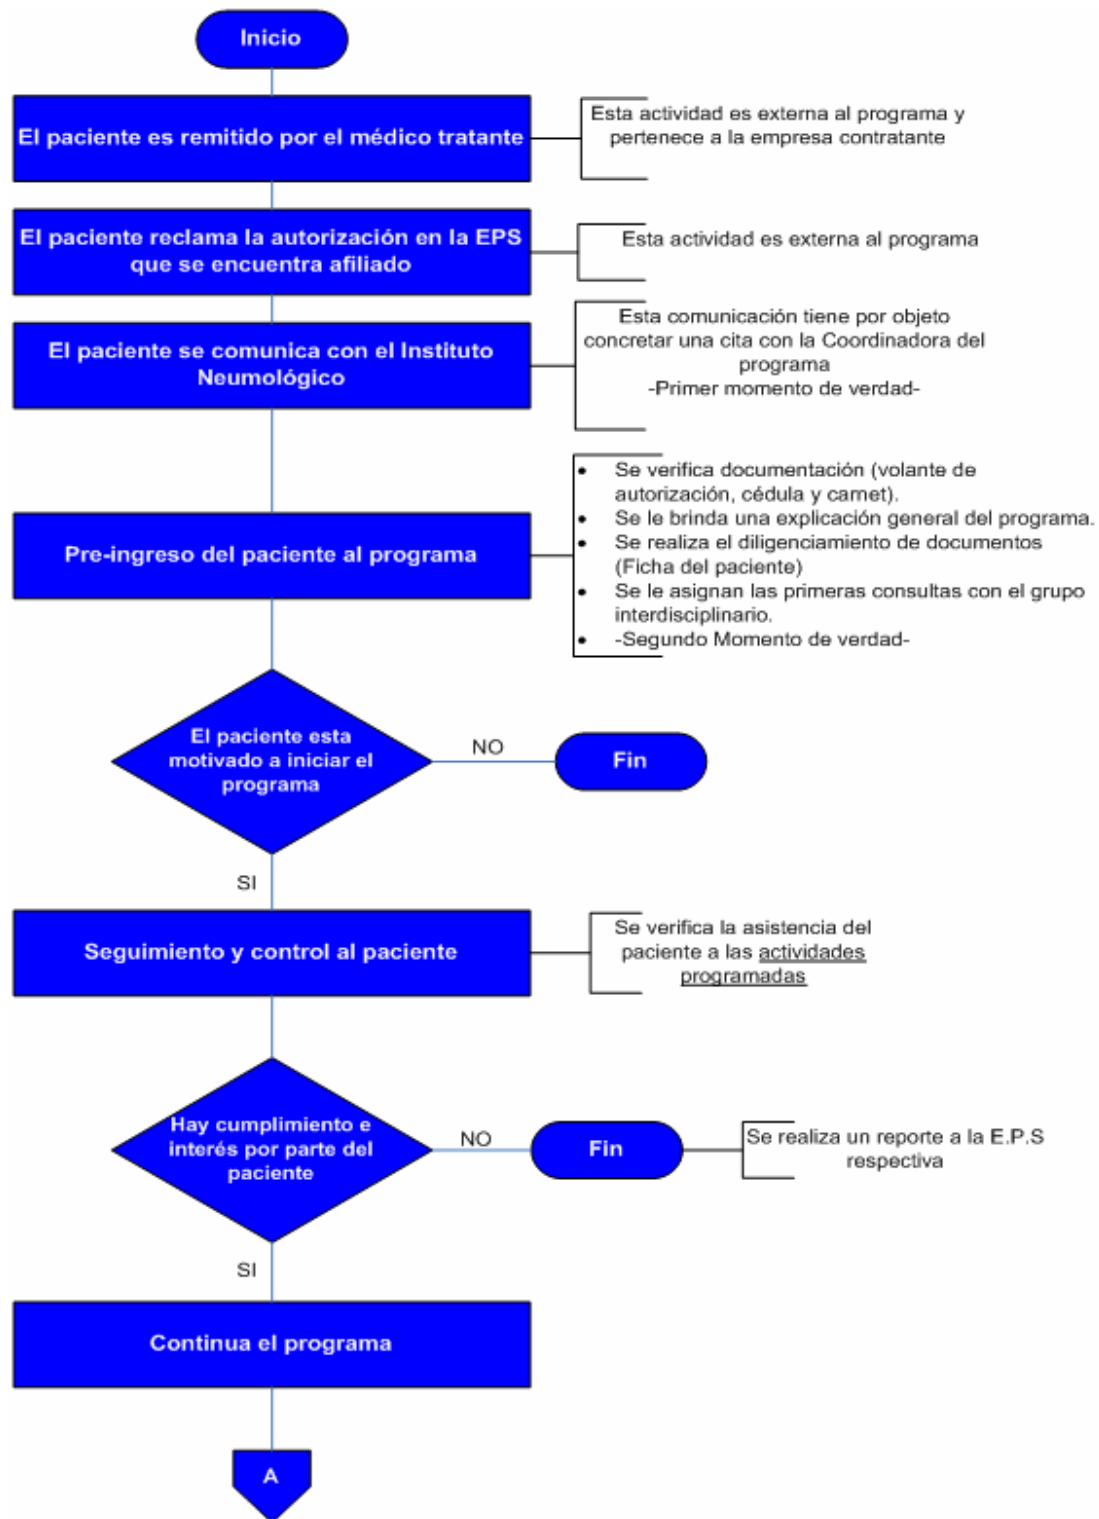 Inicio
El paciente es remitido por el médico tratante
Esta actividad es externa al programa y
pertenece a la empresa contratante
El paciente reclama la autorización en la EPS
que se encuentra afiliado
Esta actividad es externa al programa
El paciente se comunica con el Instituto
Neumológico
Esta comunicación tiene por objeto
concretar una cita con la Coordinadora del
programa
-Primer momento de verdad-
Pre-ingreso del paciente al programa
• Se verifica documentación (volante de
autorización, cédula y carnet).
• Se le brinda una explicación general del programa.
• Se realiza el diligenciamiento de documentos
(Ficha del paciente)
• Se le asignan las primeras consultas con el grupo
interdisciplinario.
• -Segundo Momento de verdad-
El paciente esta
motivado a iniciar el
programa
NO
Fin
SI
Seguimiento y control al paciente
Se verifica la asistencia del
paciente a las actividades
programadas
Hay cumplimiento e
interés por parte del
paciente
NO
Fin
Se realiza un reporte a la E.P.S
respectiva
SI
Continua el programa
A